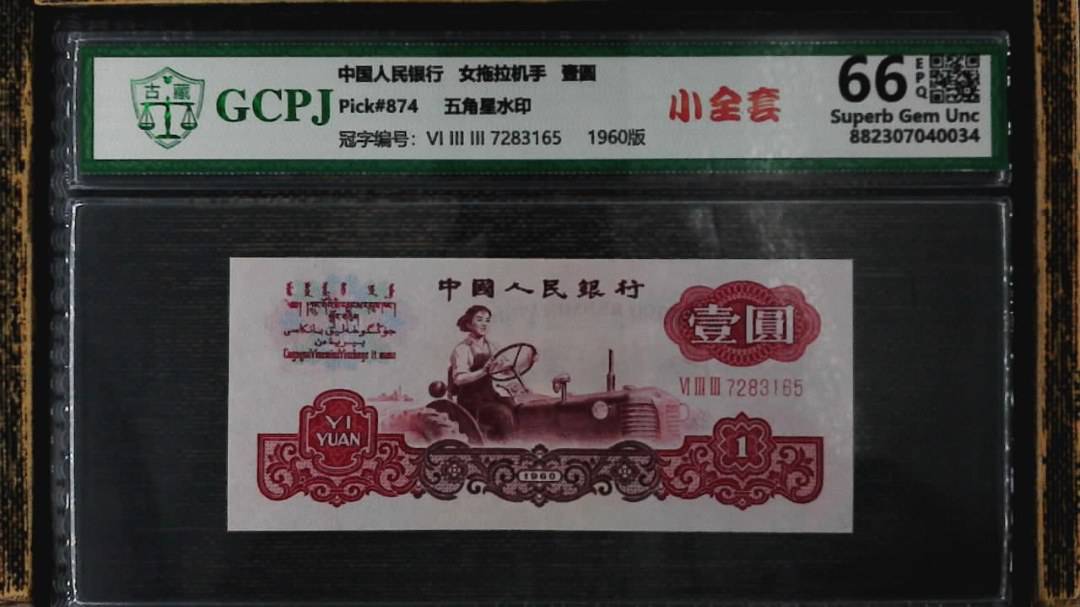 中国人民银行 女拖拉机手 壹圆
古藏
GCPJ
Pick#874 五角星水印
冠字编号：VI III III 7283165 1960版
小全套
66
EPQ
Superb Gem Unc
882307040034
中國人民銀行
壹圓
VI III III 7283165
YI
YUAN
1
1960